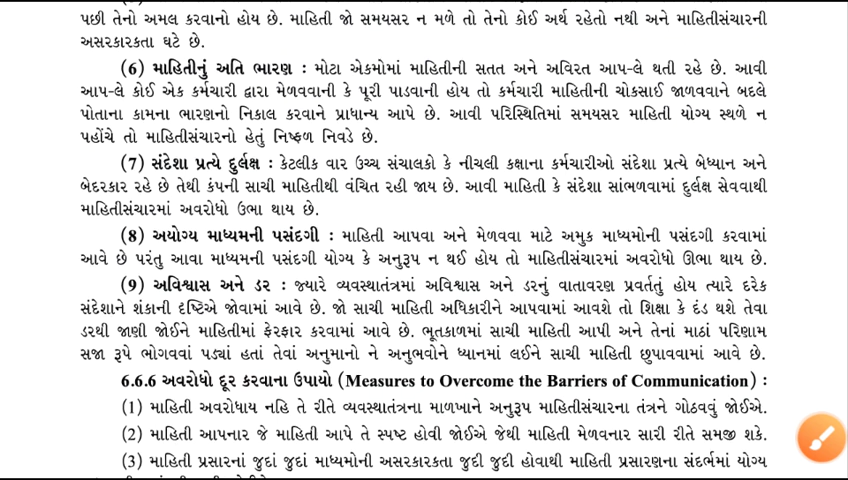 પછી તેનો અમલ કરવાનો હોય છે. માહિતી જો સમયસર ન મળે તો તેનો કોઈ અર્થ રહેતો નથી અને માહિતીસંચારની
અસરકારકતા ઘટે છે.
(6) માહિતીનું અતિ ભારણ : મોટા એકમોમાં માહિતીની સતત અને અવિરત આપ-લે થતી રહે છે. આવી
આપ-લે કોઈ એક કર્મચારી દ્વારા મેળવવાની કે પૂરી પાડવાની હોય તો કર્મચારી માહિતીની ચોકસાઈ જાળવવાને બદલે
પોતાના કામના ભારણનો નિકાલ કરવાને પ્રાધાન્ય આપે છે. આવી પરિસ્થિતિમાં સમયસર માહિતી યોગ્ય સ્થળે ન
પહોંચે તો માહિતીસંચારનો હેતું નિષ્ફળ નિવડે છે.
(7) સંદેશા પ્રત્યે દુર્લક્ષ : કેટલીક વાર ઉચ્ચ સંચાલકો કે નીચલી કક્ષાના કર્મચારીઓ સંદેશા પ્રત્યે બેધ્યાન અને
બેદરકાર રહે છે તેથી કંપની સાચી માહિતીથી વંચિત રહી જાય છે. આવી માહિતી કે સંદેશા સાંભળવામાં દુર્લક્ષ સેવવાથી
માહિતીસંચારમાં અવરોધો ઉભા થાય છે.
(8) અયોગ્ય માધ્યમની પસંદગી : માહિતી આપવા અને મેળવવા માટે અમુક માધ્યમોની પસંદગી કરવામાં
આવે છે પરંતુ આવા માધ્યમની પસંદગી યોગ્ય કે અનુરૂપ ન થઈ હોય તો માહિતીસંચારમાં અવરોધો ઊભા થાય છે.
(9) અવિશ્વાસ અને ડર : જ્યારે વ્યવસ્થાતંત્રમાં અવિશ્વાસ અને ડરનું વાતાવરણ પ્રવર્તતું હોય ત્યારે દરેક
સંદેશાને શંકાની દૃષ્ટિએ જોવામાં આવે છે. જો સાચી માહિતી અધિકારીને આપવામાં આવશે તો શિક્ષા કે દંડ થશે તેવા
ડરથી જાણી જોઈને માહિતીમાં ફેરફાર કરવામાં આવે છે. ભૂતકાળમાં સાચી માહિતી આપી અને તેનાં માઠાં પરિણામ
સજા રૂપે ભોગવવાં પડ્યાં હતાં તેવાં અનુમાનો ને અનુભવોને ધ્યાનમાં લઈને સાચી માહિતી છુપાવવામાં આવે છે.
6.6.6 અવરોધો દૂર કરવાના ઉપાયો (Measures to Overcome the Barriers of Communication) :
(1) માહિતી અવરોધાય નહિ તે રીતે વ્યવસ્થાતંત્રના માળખાને અનુરૂપ માહિતીસંચારના તંત્રને ગોઠવવું જોઈએ.
(2) માહિતી આપનાર જે માહિતી આપે તે સ્પષ્ટ હોવી જોઈએ જેથી માહિતી મેળવનાર સારી રીતે સમજી શકે.
(3) માહિતી પ્રસારનાં જુદાં જુદાં માધ્યમોની અસરકારકતા જુદી જુદી હોવાથી માહિતી પ્રસારણના સંદર્ભમાં યોગ્ય